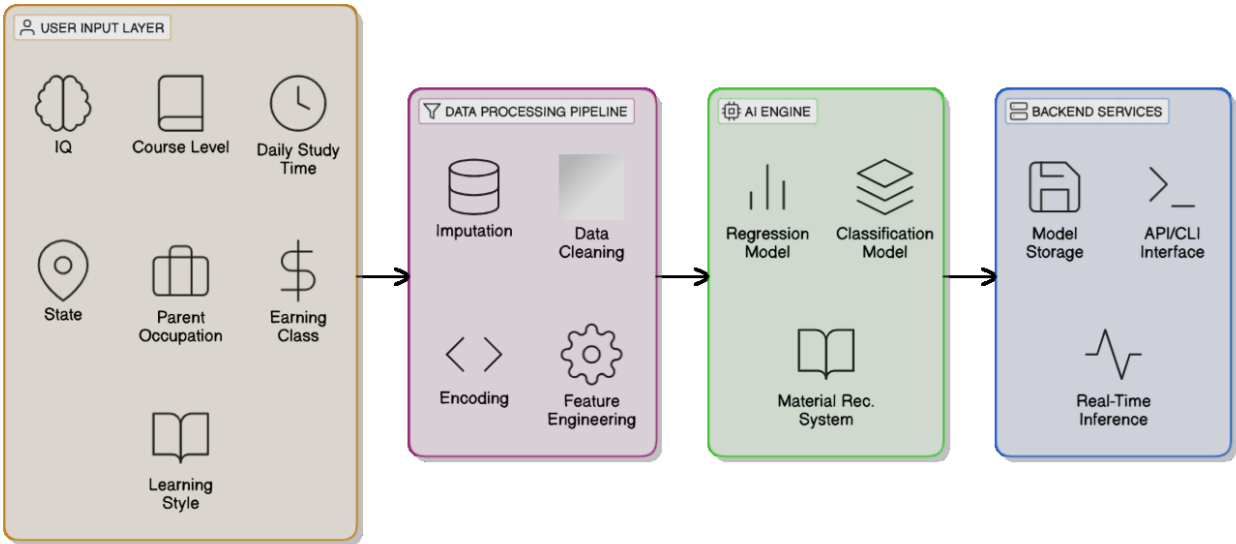 USER INPUT LAYER
IQ
Course Level
Daily Study
Time
State
Parent
Occupation
Earning
Class
Learning
Style
DATA PROCESSING PIPELINE
Imputation
Data
Cleaning
Encoding
Feature
Engineering
AI ENGINE
Regression
Model
Classification
Model
Material Rec.
System
BACKEND SERVICES
Model
Storage
API/CLI
Interface
Real-Time
Inference